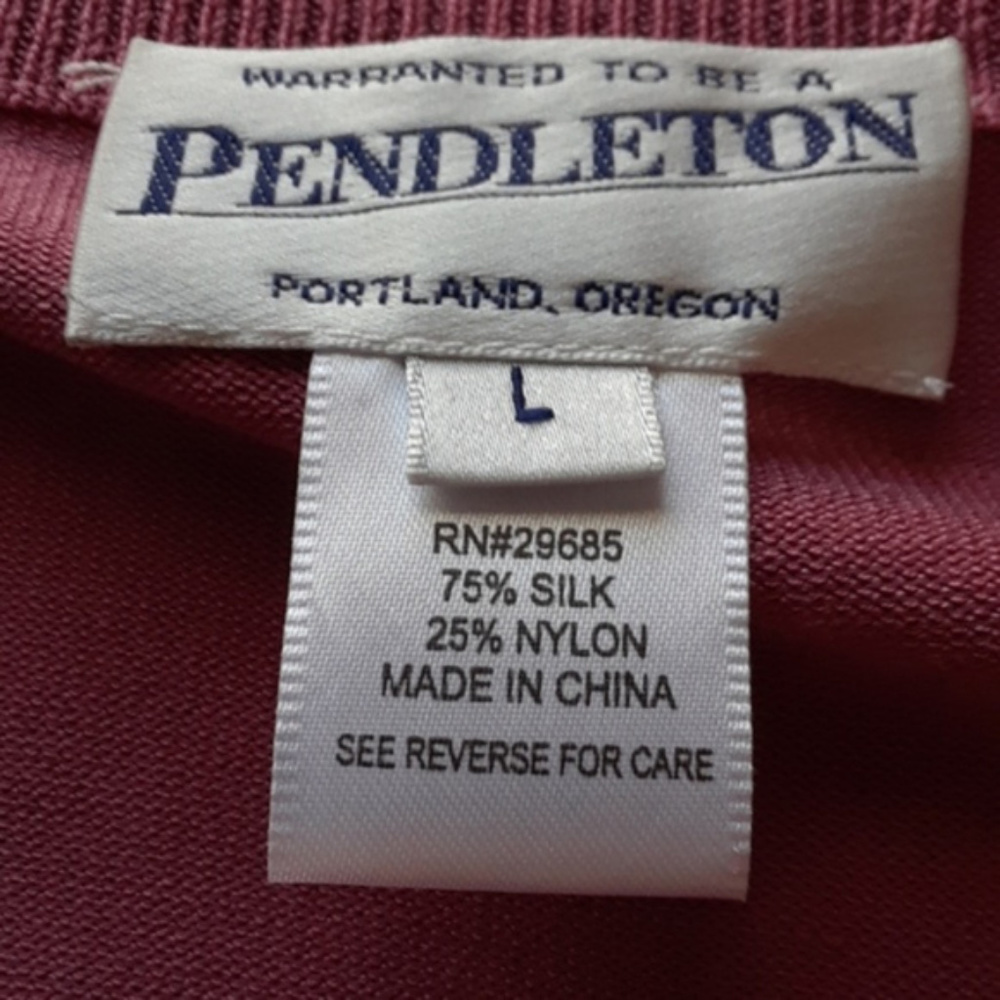 WARRANTED TO BE A
PENDLETON
PORTLAND, OREGON
L
RN#29685
75% SILK
25% NYLON
MADE IN CHINA
SEE REVERSE FOR CARE